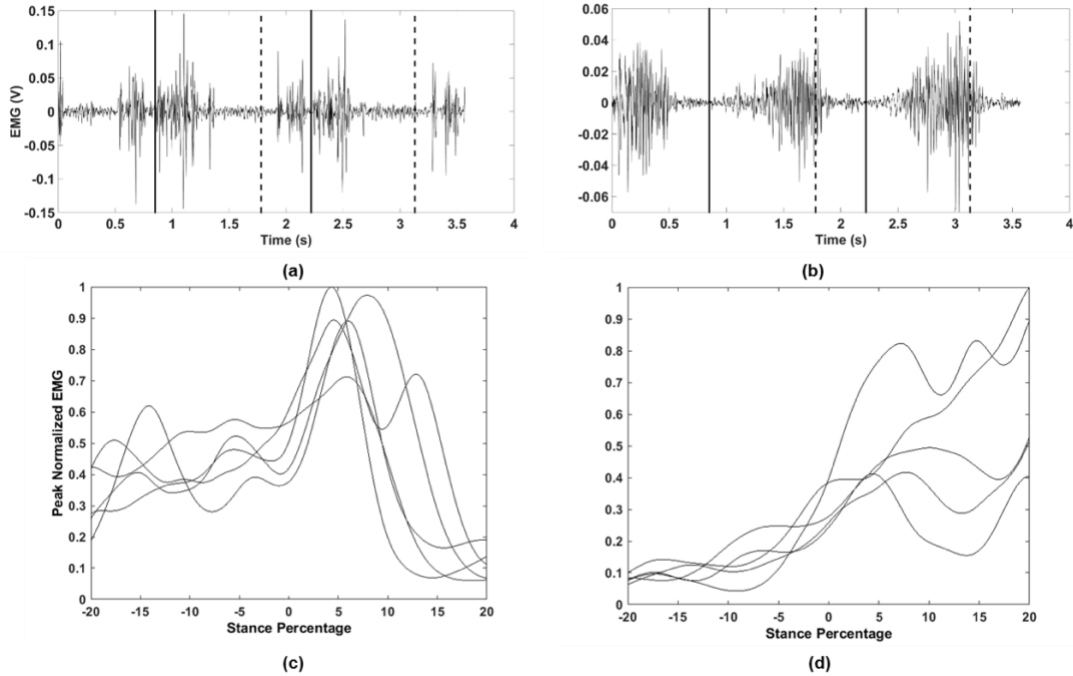 0.15
0.1
0.05
0
-0.05
-0.1
-0.15
EMG (V)
0 0.5 1 1.5 2 2.5 3 3.5 4
Time (s)
(a)
0.06
0.04
0.02
0
-0.02
-0.04
-0.06
0 0.5 1 1.5 2 2.5 3 3.5 4
Time (s)
(b)
1
0.9
0.8
0.7
0.6
0.5
0.4
0.3
0.2
0.1
0
Peak Normalized EMG
-20 -15 -10 -5 0 5 10 15 20
Stance Percentage
(c)
1
0.9
0.8
0.7
0.6
0.5
0.4
0.3
0.2
0.1
0
-20 -15 -10 -5 0 5 10 15 20
Stance Percentage
(d)